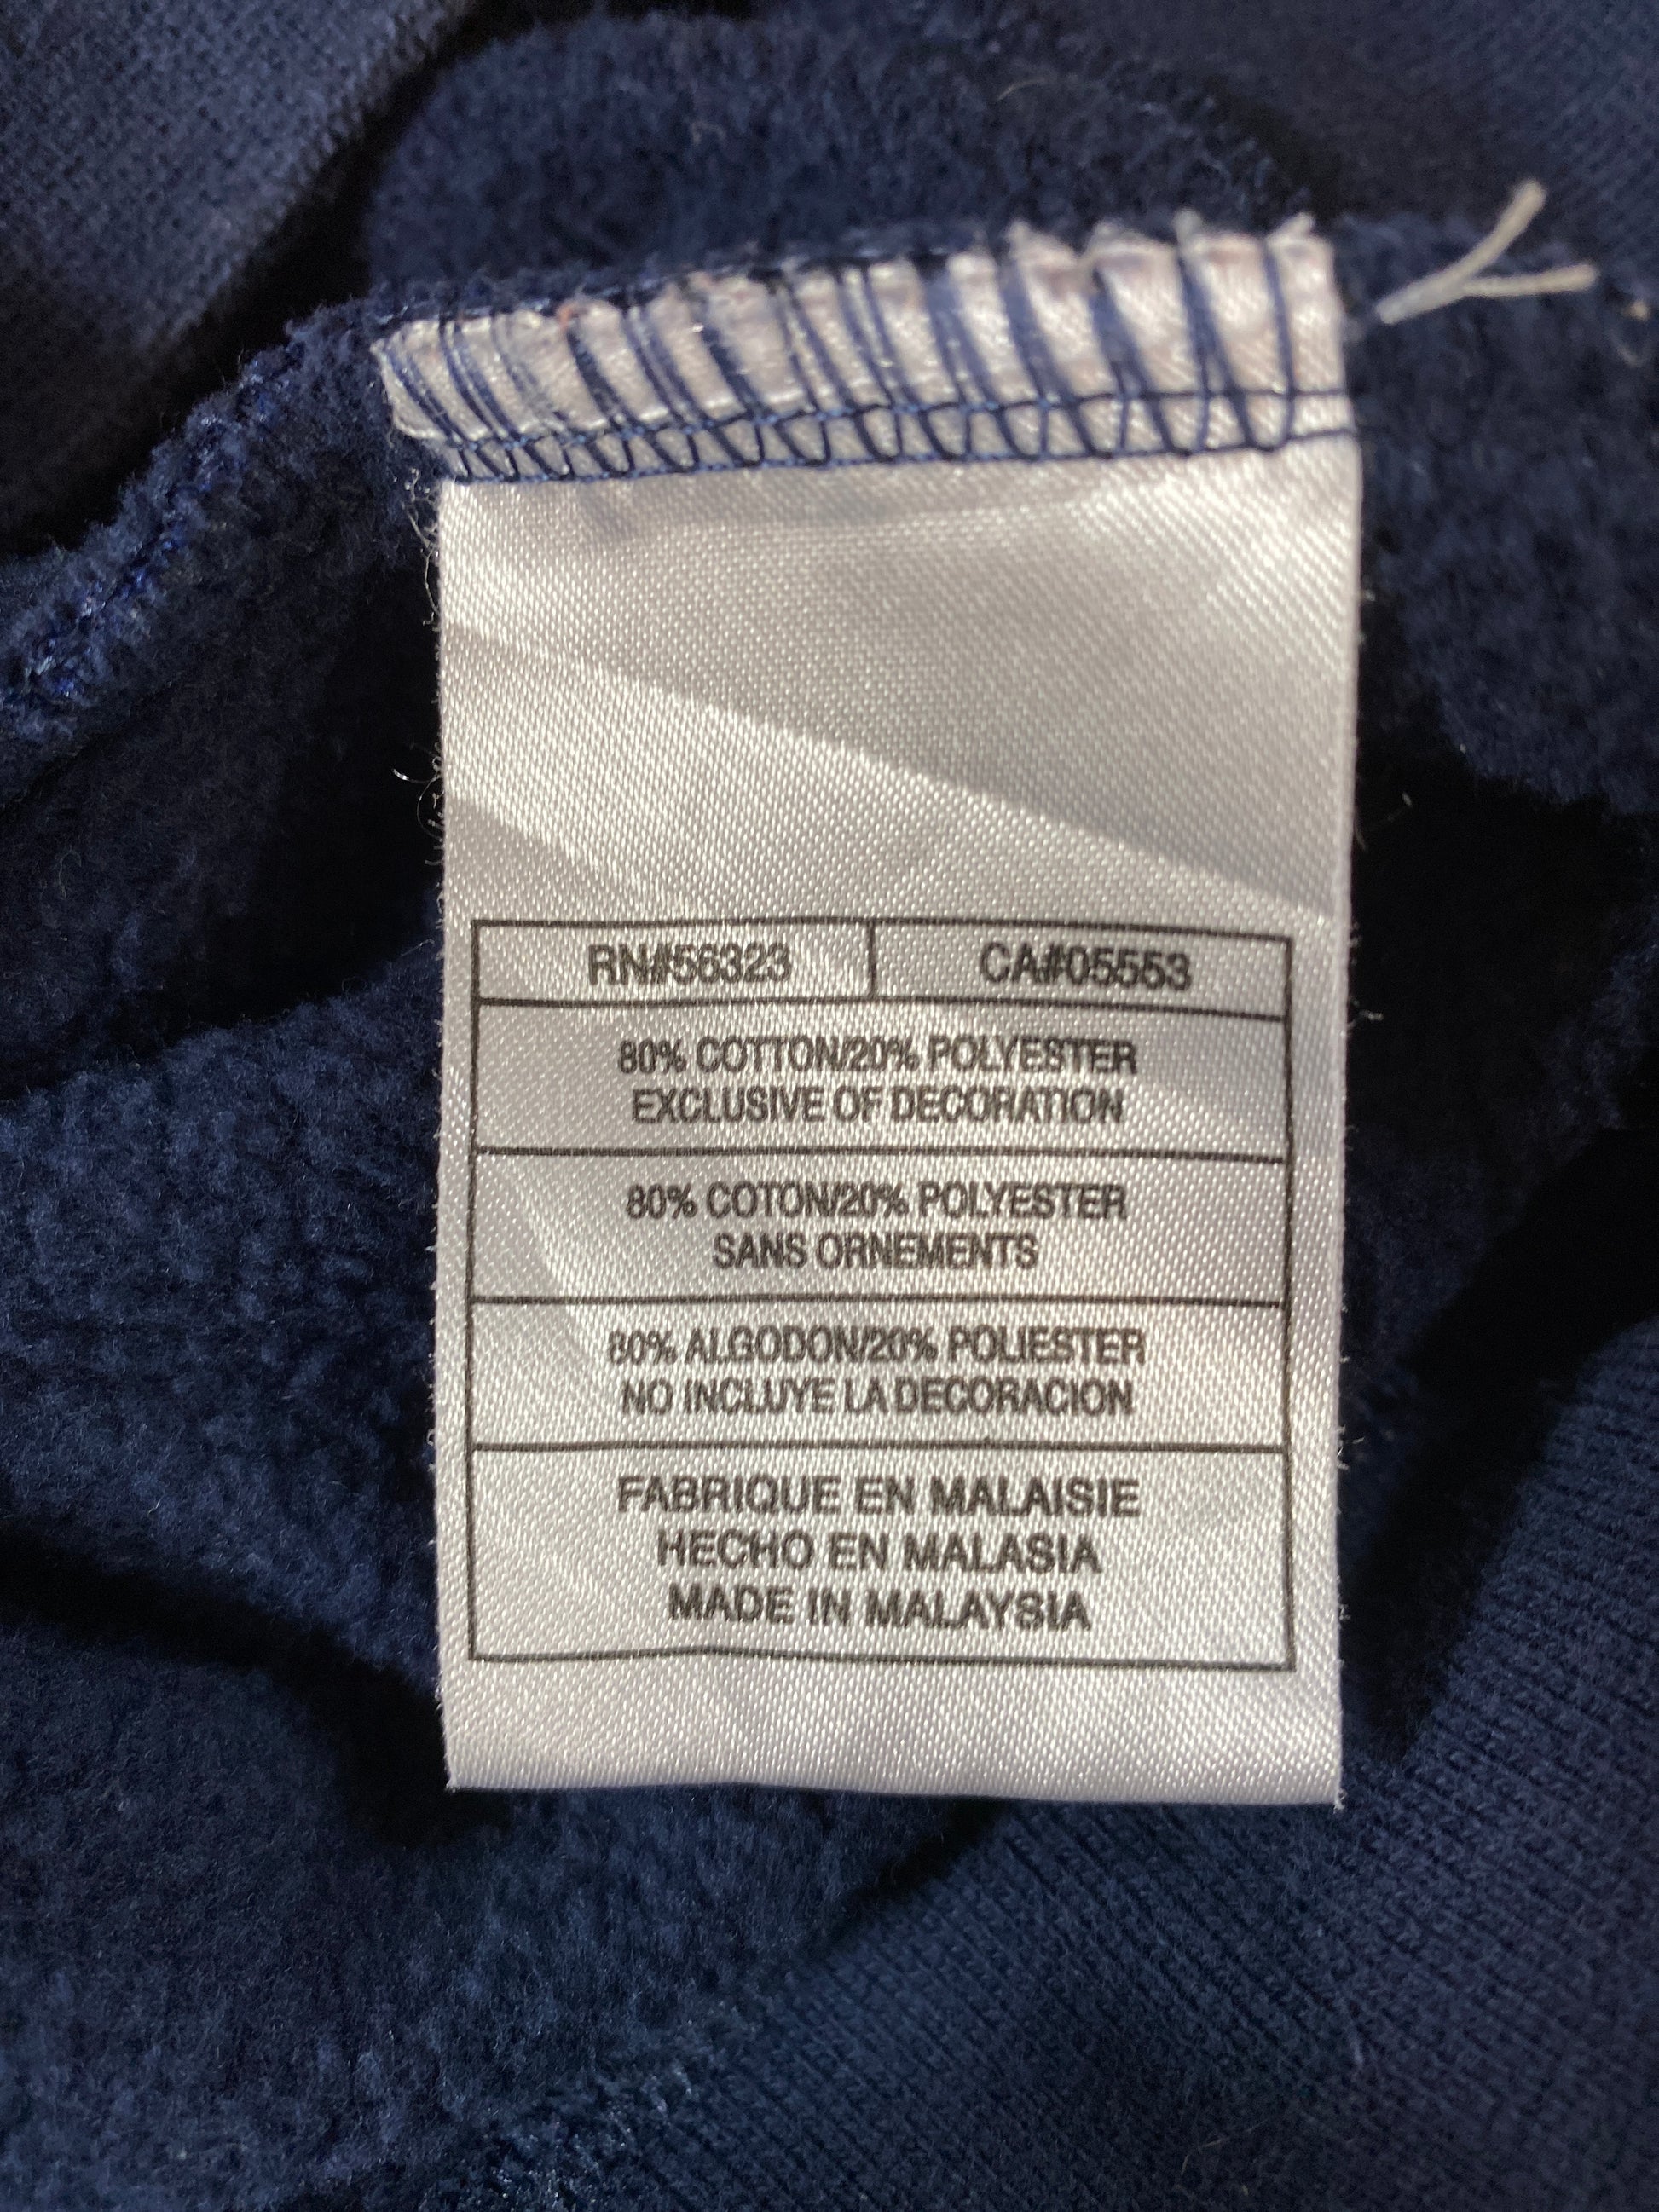 RN#56323 CA#05553
80% COTTON/20% POLYESTER
EXCLUSIVE OF DECORATION
80% COTON/20% POLYESTER
SANS ORNEMENTS
80% ALGODON/20% POLIESTER
NO INCLUYE LA DECORACION
FABRIQUE EN MALAISIE
HECHO EN MALASIA
MADE IN MALAYSIA